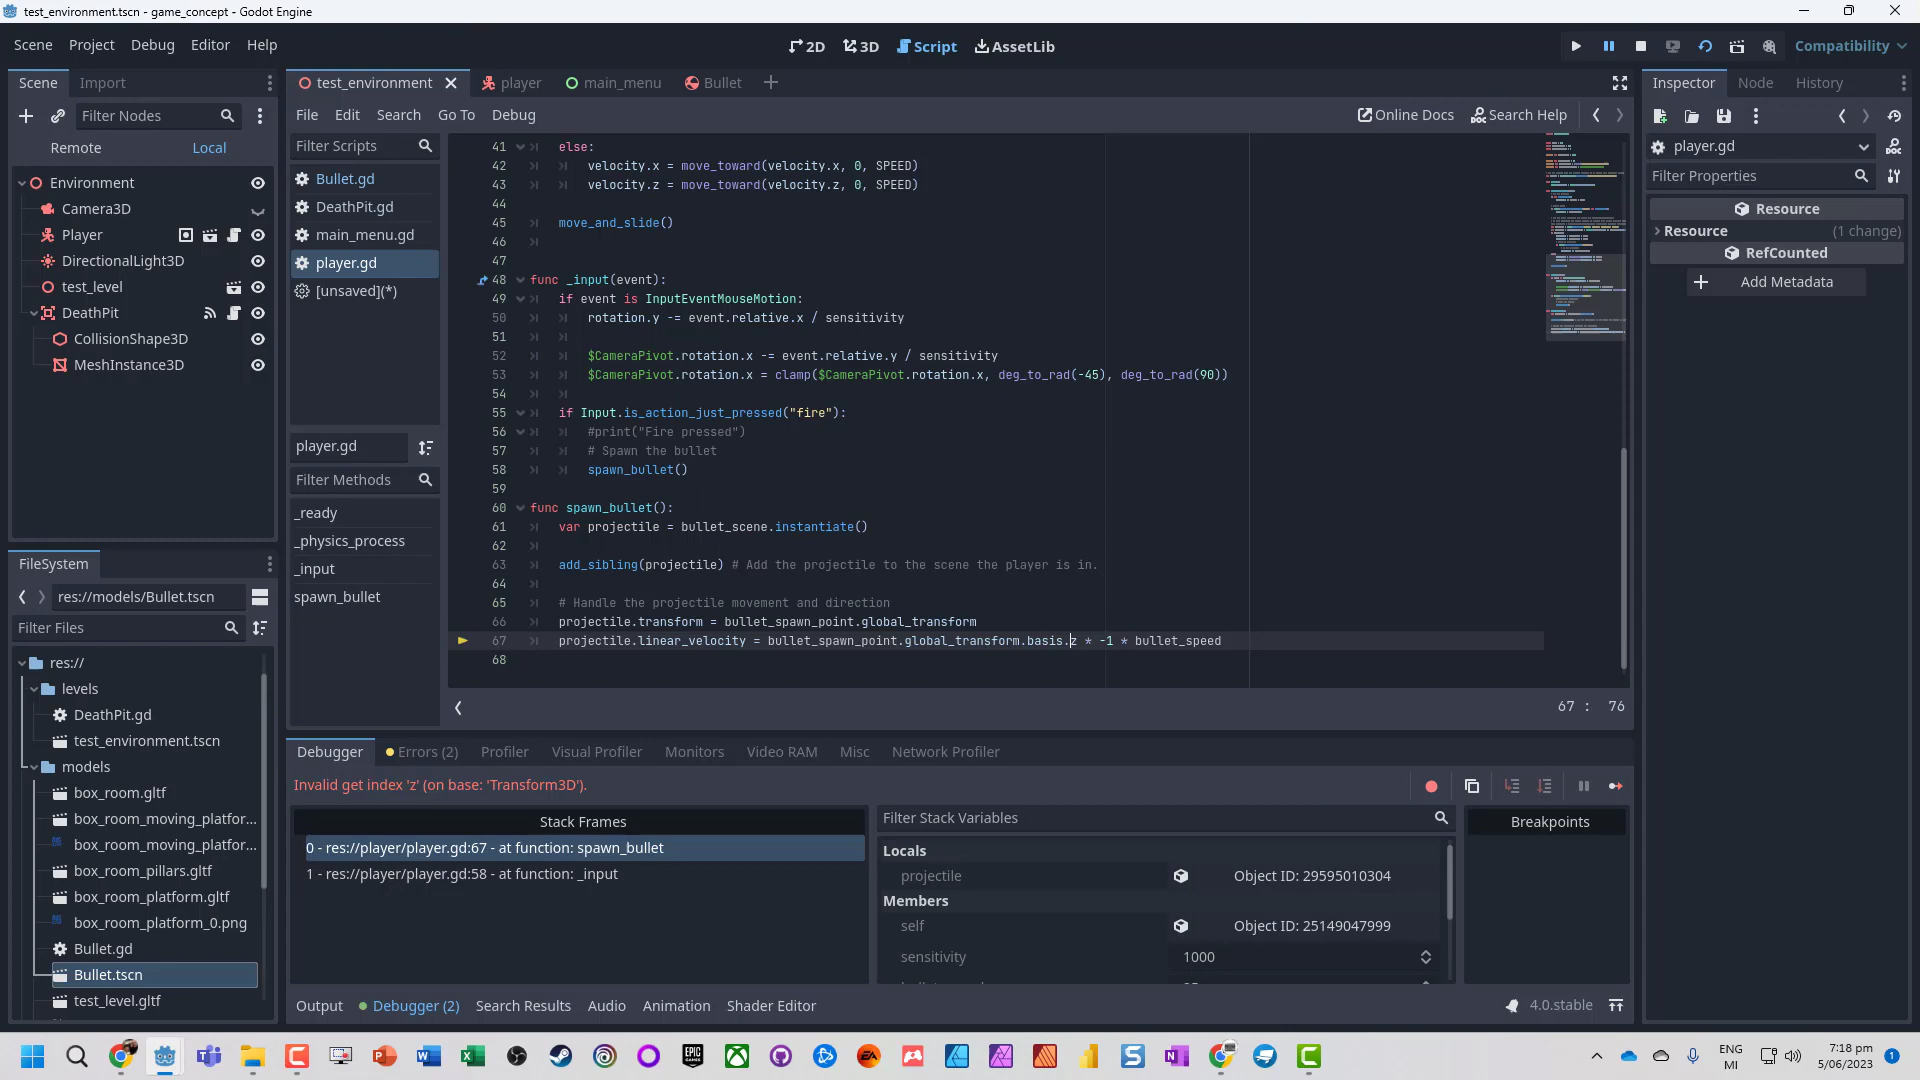 test_environment.tscn - game_concept - Godot Engine
Scene Project Debug Editor Help
2D 3D Script AssetLib
Compatibility
Scene Import
Filter Nodes
Remote Local
Environment
Camera3D
Player
DirectionalLight3D
test_level
DeathPit
CollisionShape3D
MeshInstance3D
FileSystem
res://models/Bullet.tscn
Filter Files
res://
levels
DeathPit.gd
test_environment.tscn
models
box_room.gltf
box_room_moving_platfor...
box_room_moving_platfor...
box_room_pillars.gltf
box_room_platform.gltf
box_room_platform_0.png
Bullet.gd
Bullet.tscn
test_level.gltf
test_environment player main_menu Bullet
File Edit Search Go To Debug
Online Docs Search Help
Filter Scripts
Bullet.gd
DeathPit.gd
main_menu.gd
player.gd
[unsaved](*)
player.gd
Filter Methods
_ready
_physics_process
_input
spawn_bullet
41 else:
42 velocity.x = move_toward(velocity.x, 0, SPEED)
43 velocity.z = move_toward(velocity.z, 0, SPEED)
44
45 move_and_slide()
46
47
48 func _input(event):
49 if event is InputEventMouseMotion:
50 rotation.y -= event.relative.x / sensitivity
51
52 $CameraPivot.rotation.x -= event.relative.y / sensitivity
53 $CameraPivot.rotation.x = clamp($CameraPivot.rotation.x, deg_to_rad(-45), deg_to_rad(90))
54
55 if Input.is_action_just_pressed("fire"):
56 #print("Fire pressed")
57 # Spawn the bullet
58 spawn_bullet()
59
60 func spawn_bullet():
61 var projectile = bullet_scene.instantiate()
62
63 add_sibling(projectile) # Add the projectile to the scene the player is in.
64
65 # Handle the projectile movement and direction
66 projectile.transform = bullet_spawn_point.global_transform
67 projectile.linear_velocity = bullet_spawn_point.global_transform.basis.z * -1 * bullet_speed
68
67 : 76
Debugger Errors (2) Profiler Visual Profiler Monitors Video RAM Misc Network Profiler
Invalid get index 'z' (on base: 'Transform3D').
Stack Frames
0 - res://player/player.gd:67 - at function: spawn_bullet
1 - res://player/player.gd:58 - at function: _input
Filter Stack Variables
Locals
projectile Object ID: 29595010304
Members
self Object ID: 25149047999
sensitivity 1000
Breakpoints
Output Debugger (2) Search Results Audio Animation Shader Editor
4.0.stable
Inspector Node History
player.gd
Filter Properties
Resource
Resource (1 change)
RefCounted
Add Metadata
ENG
MI
7:18 pm
5/06/2023
1